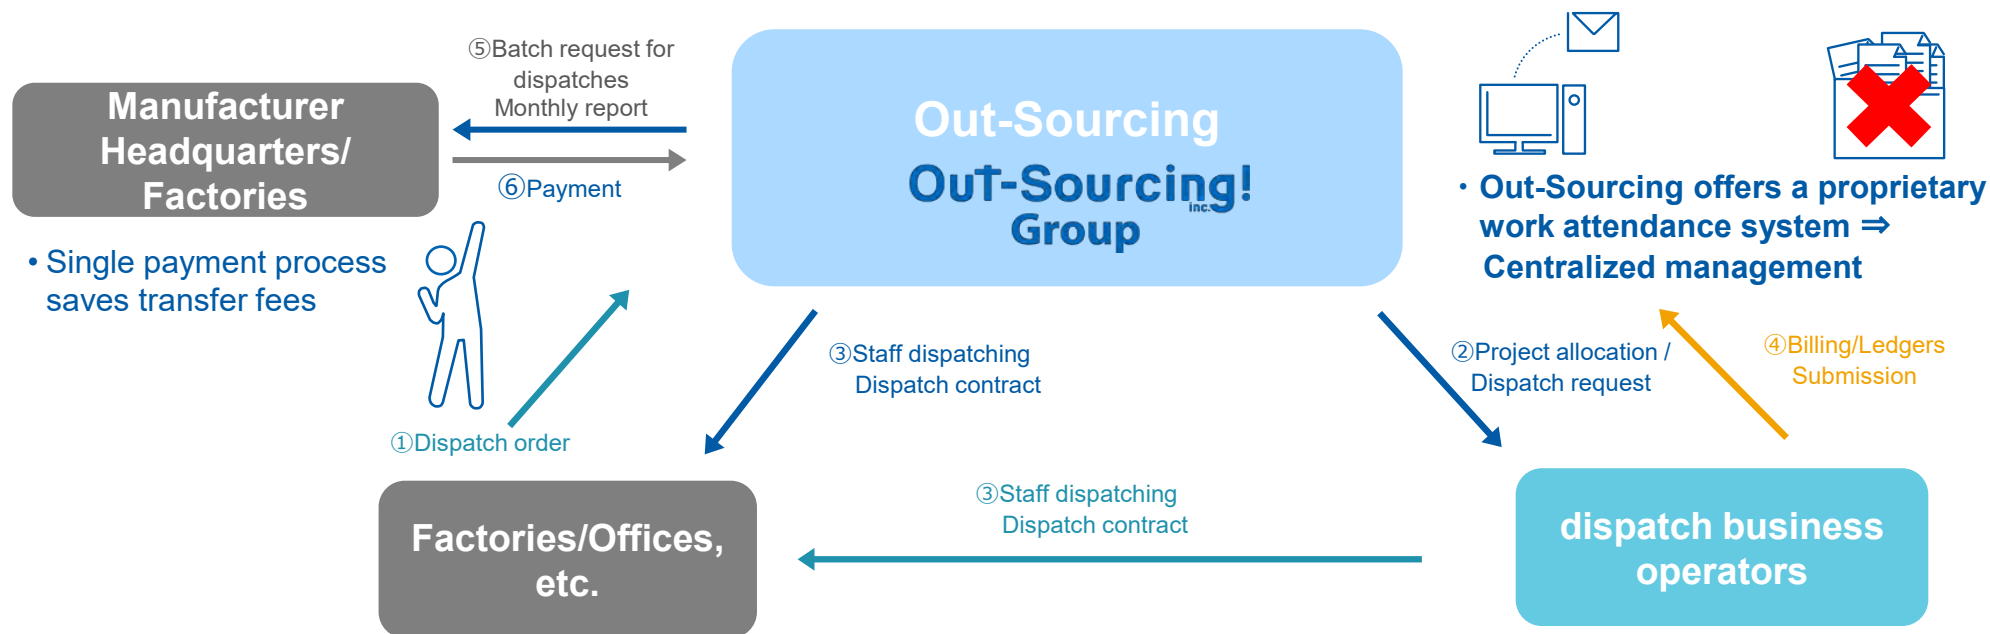 ⑤Batch request for
dispatches
Monthly report
Manufacturer
Headquarters/
Factories
⑥Payment
• Single payment process
saves transfer fees
Out-Sourcing
OuT-Sourcing!
inc.
Group
・Out-Sourcing offers a proprietary
work attendance system ⇒
Centralized management
①Dispatch order
③Staff dispatching
Dispatch contract
②Project allocation /
Dispatch request
④Billing/Ledgers
Submission
Factories/Offices,
etc.
③Staff dispatching
Dispatch contract
dispatch business
operators